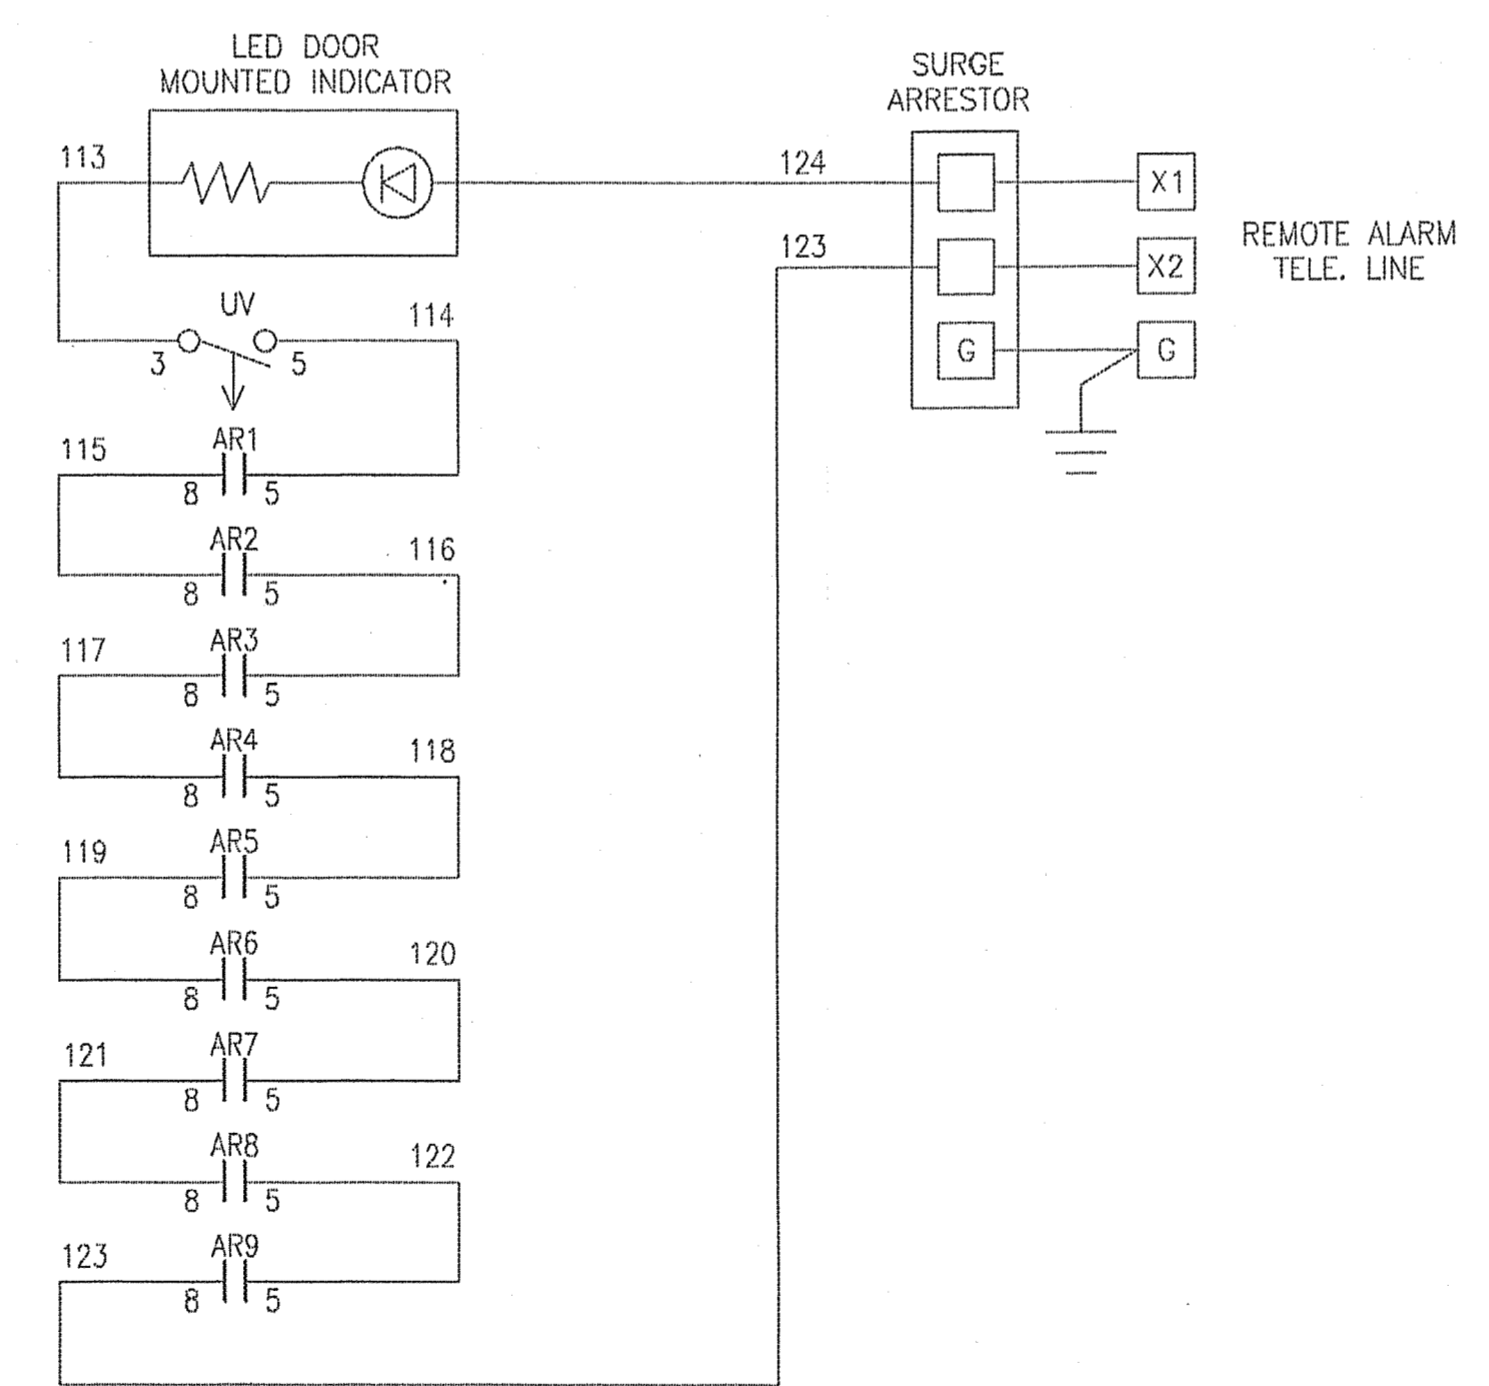 LED DOOR
MOUNTED INDICATOR
SURGE
ARRESTOR
113
124
X1
123
X2
REMOTE ALARM
TELE. LINE
UV
114
3
5
G
G
AR1
115
8
5
AR2
116
8
5
AR3
117
8
5
AR4
118
8
5
AR5
119
8
5
AR6
120
8
5
AR7
121
8
5
AR8
122
8
5
AR9
123
8
5